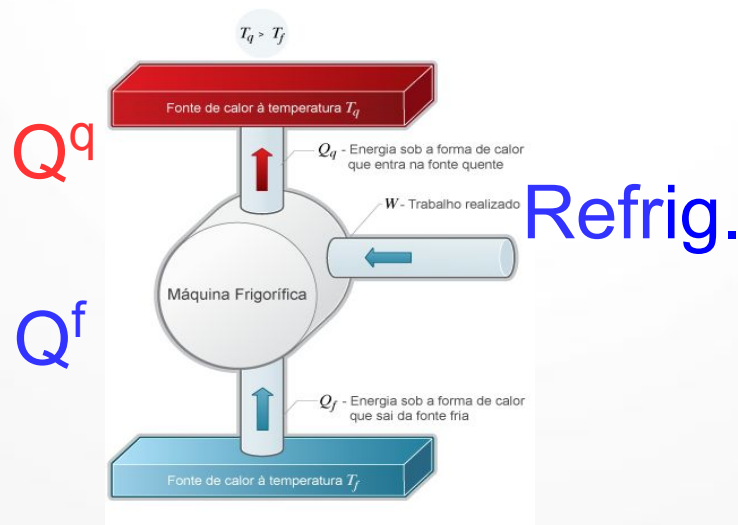 Tq > Tf
Fonte de calor à temperatura Tq
Qq
Qq - Energia sob a forma de calor
que entra na fonte quente
W - Trabalho realizado
Refrig.
Máquina Frigorífica
Qf
Qf - Energia sob a forma de calor
que sai da fonte fria
Fonte de calor à temperatura Tf